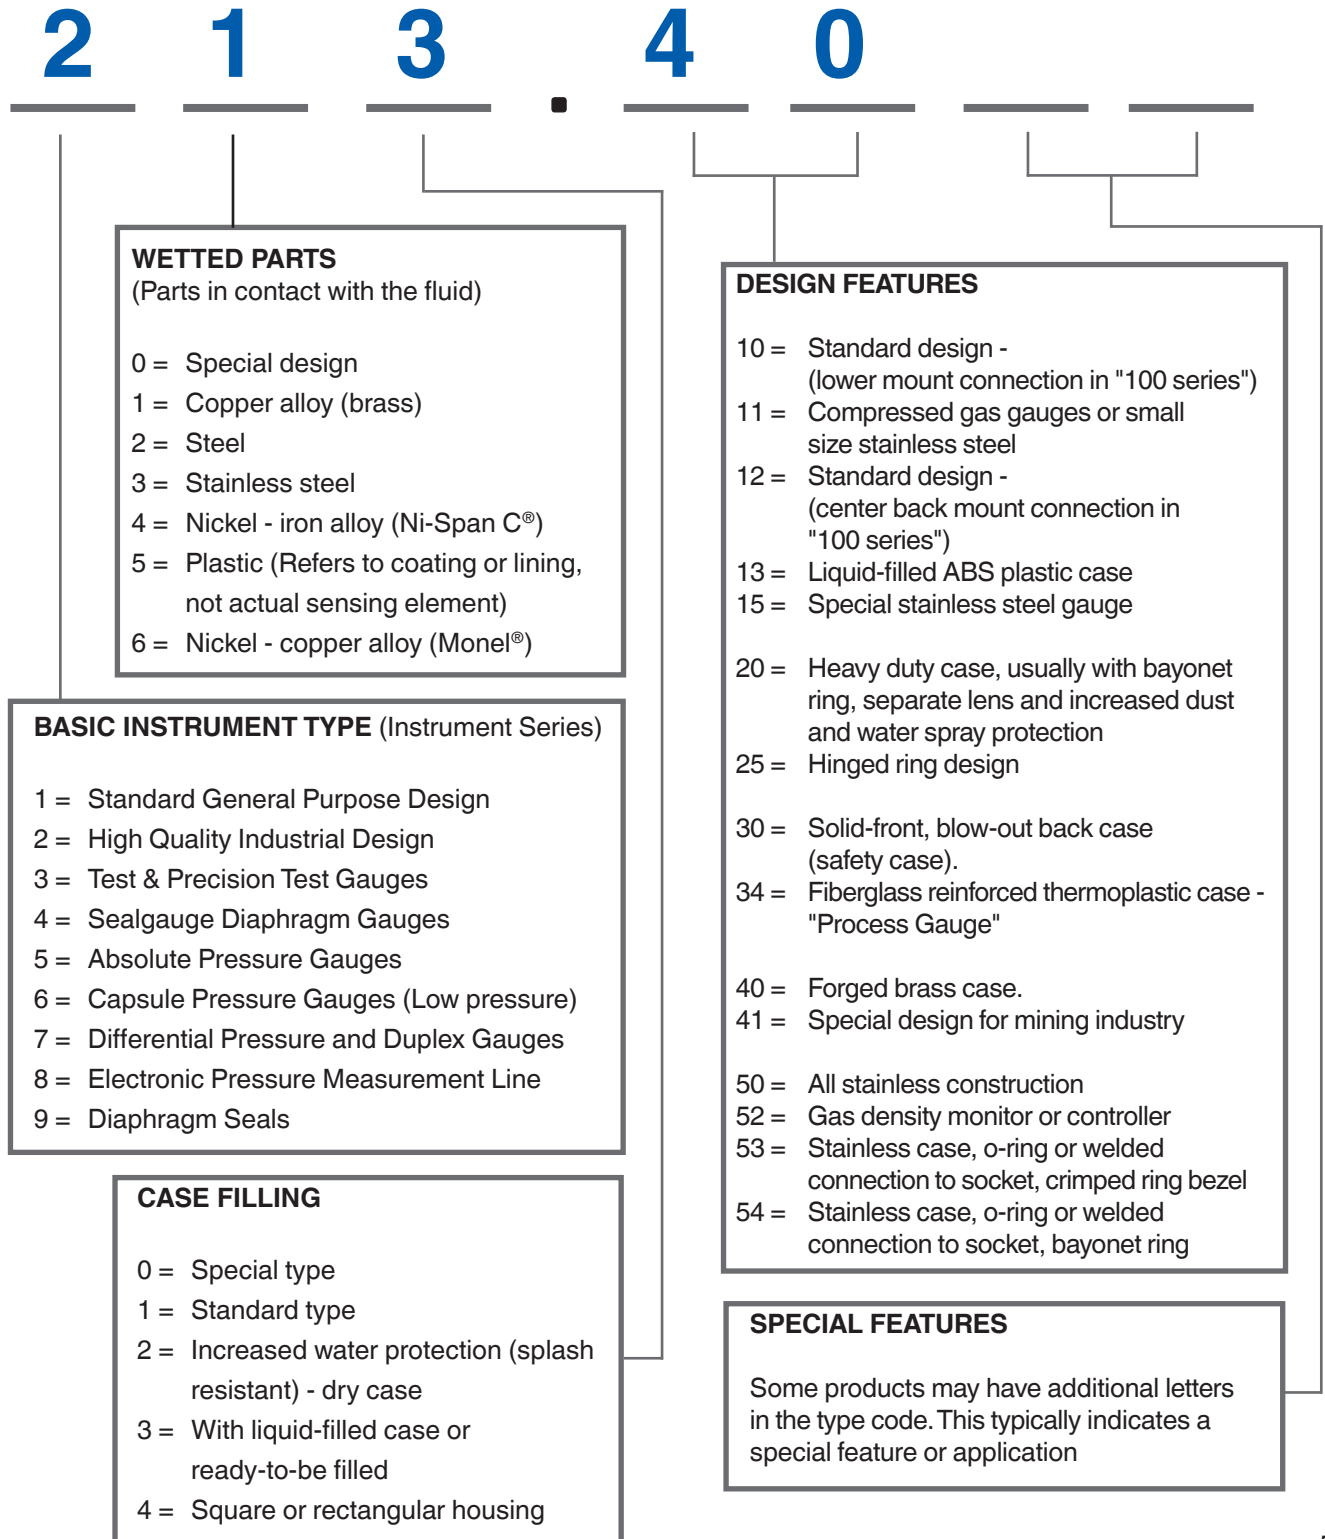 2 1 3 . 4 0
WETTED PARTS
(Parts in contact with the fluid)
0 = Special design
1 = Copper alloy (brass)
2 = Steel
3 = Stainless steel
4 = Nickel - iron alloy (Ni-Span C®)
5 = Plastic (Refers to coating or lining,
not actual sensing element)
6 = Nickel - copper alloy (Monel®)
BASIC INSTRUMENT TYPE (Instrument Series)
1 = Standard General Purpose Design
2 = High Quality Industrial Design
3 = Test & Precision Test Gauges
4 = Sealgauge Diaphragm Gauges
5 = Absolute Pressure Gauges
6 = Capsule Pressure Gauges (Low pressure)
7 = Differential Pressure and Duplex Gauges
8 = Electronic Pressure Measurement Line
9 = Diaphragm Seals
CASE FILLING
0 = Special type
1 = Standard type
2 = Increased water protection (splash
resistant) - dry case
3 = With liquid-filled case or
ready-to-be filled
4 = Square or rectangular housing
DESIGN FEATURES
10 = Standard design -
(lower mount connection in "100 series")
11 = Compressed gas gauges or small
size stainless steel
12 = Standard design -
(center back mount connection in
"100 series")
13 = Liquid-filled ABS plastic case
15 = Special stainless steel gauge
20 = Heavy duty case, usually with bayonet
ring, separate lens and increased dust
and water spray protection
25 = Hinged ring design
30 = Solid-front, blow-out back case
(safety case).
34 = Fiberglass reinforced thermoplastic case -
"Process Gauge"
40 = Forged brass case.
41 = Special design for mining industry
50 = All stainless construction
52 = Gas density monitor or controller
53 = Stainless case, o-ring or welded
connection to socket, crimped ring bezel
54 = Stainless case, o-ring or welded
connection to socket, bayonet ring
SPECIAL FEATURES
Some products may have additional letters
in the type code. This typically indicates a
special feature or application